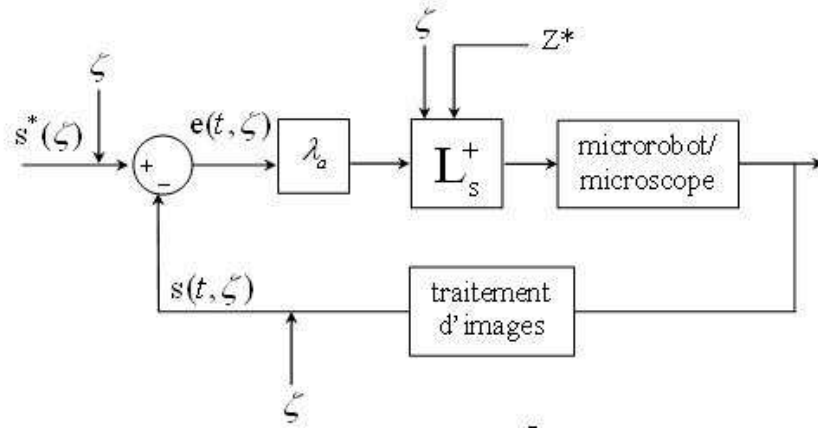 ζ
ζ
Z*
s*(ζ)
e(t,ζ)
+
−
λₐ
L⁺ₛ
microrobot/
microscope
s(t,ζ)
traitement
d'images
ζ